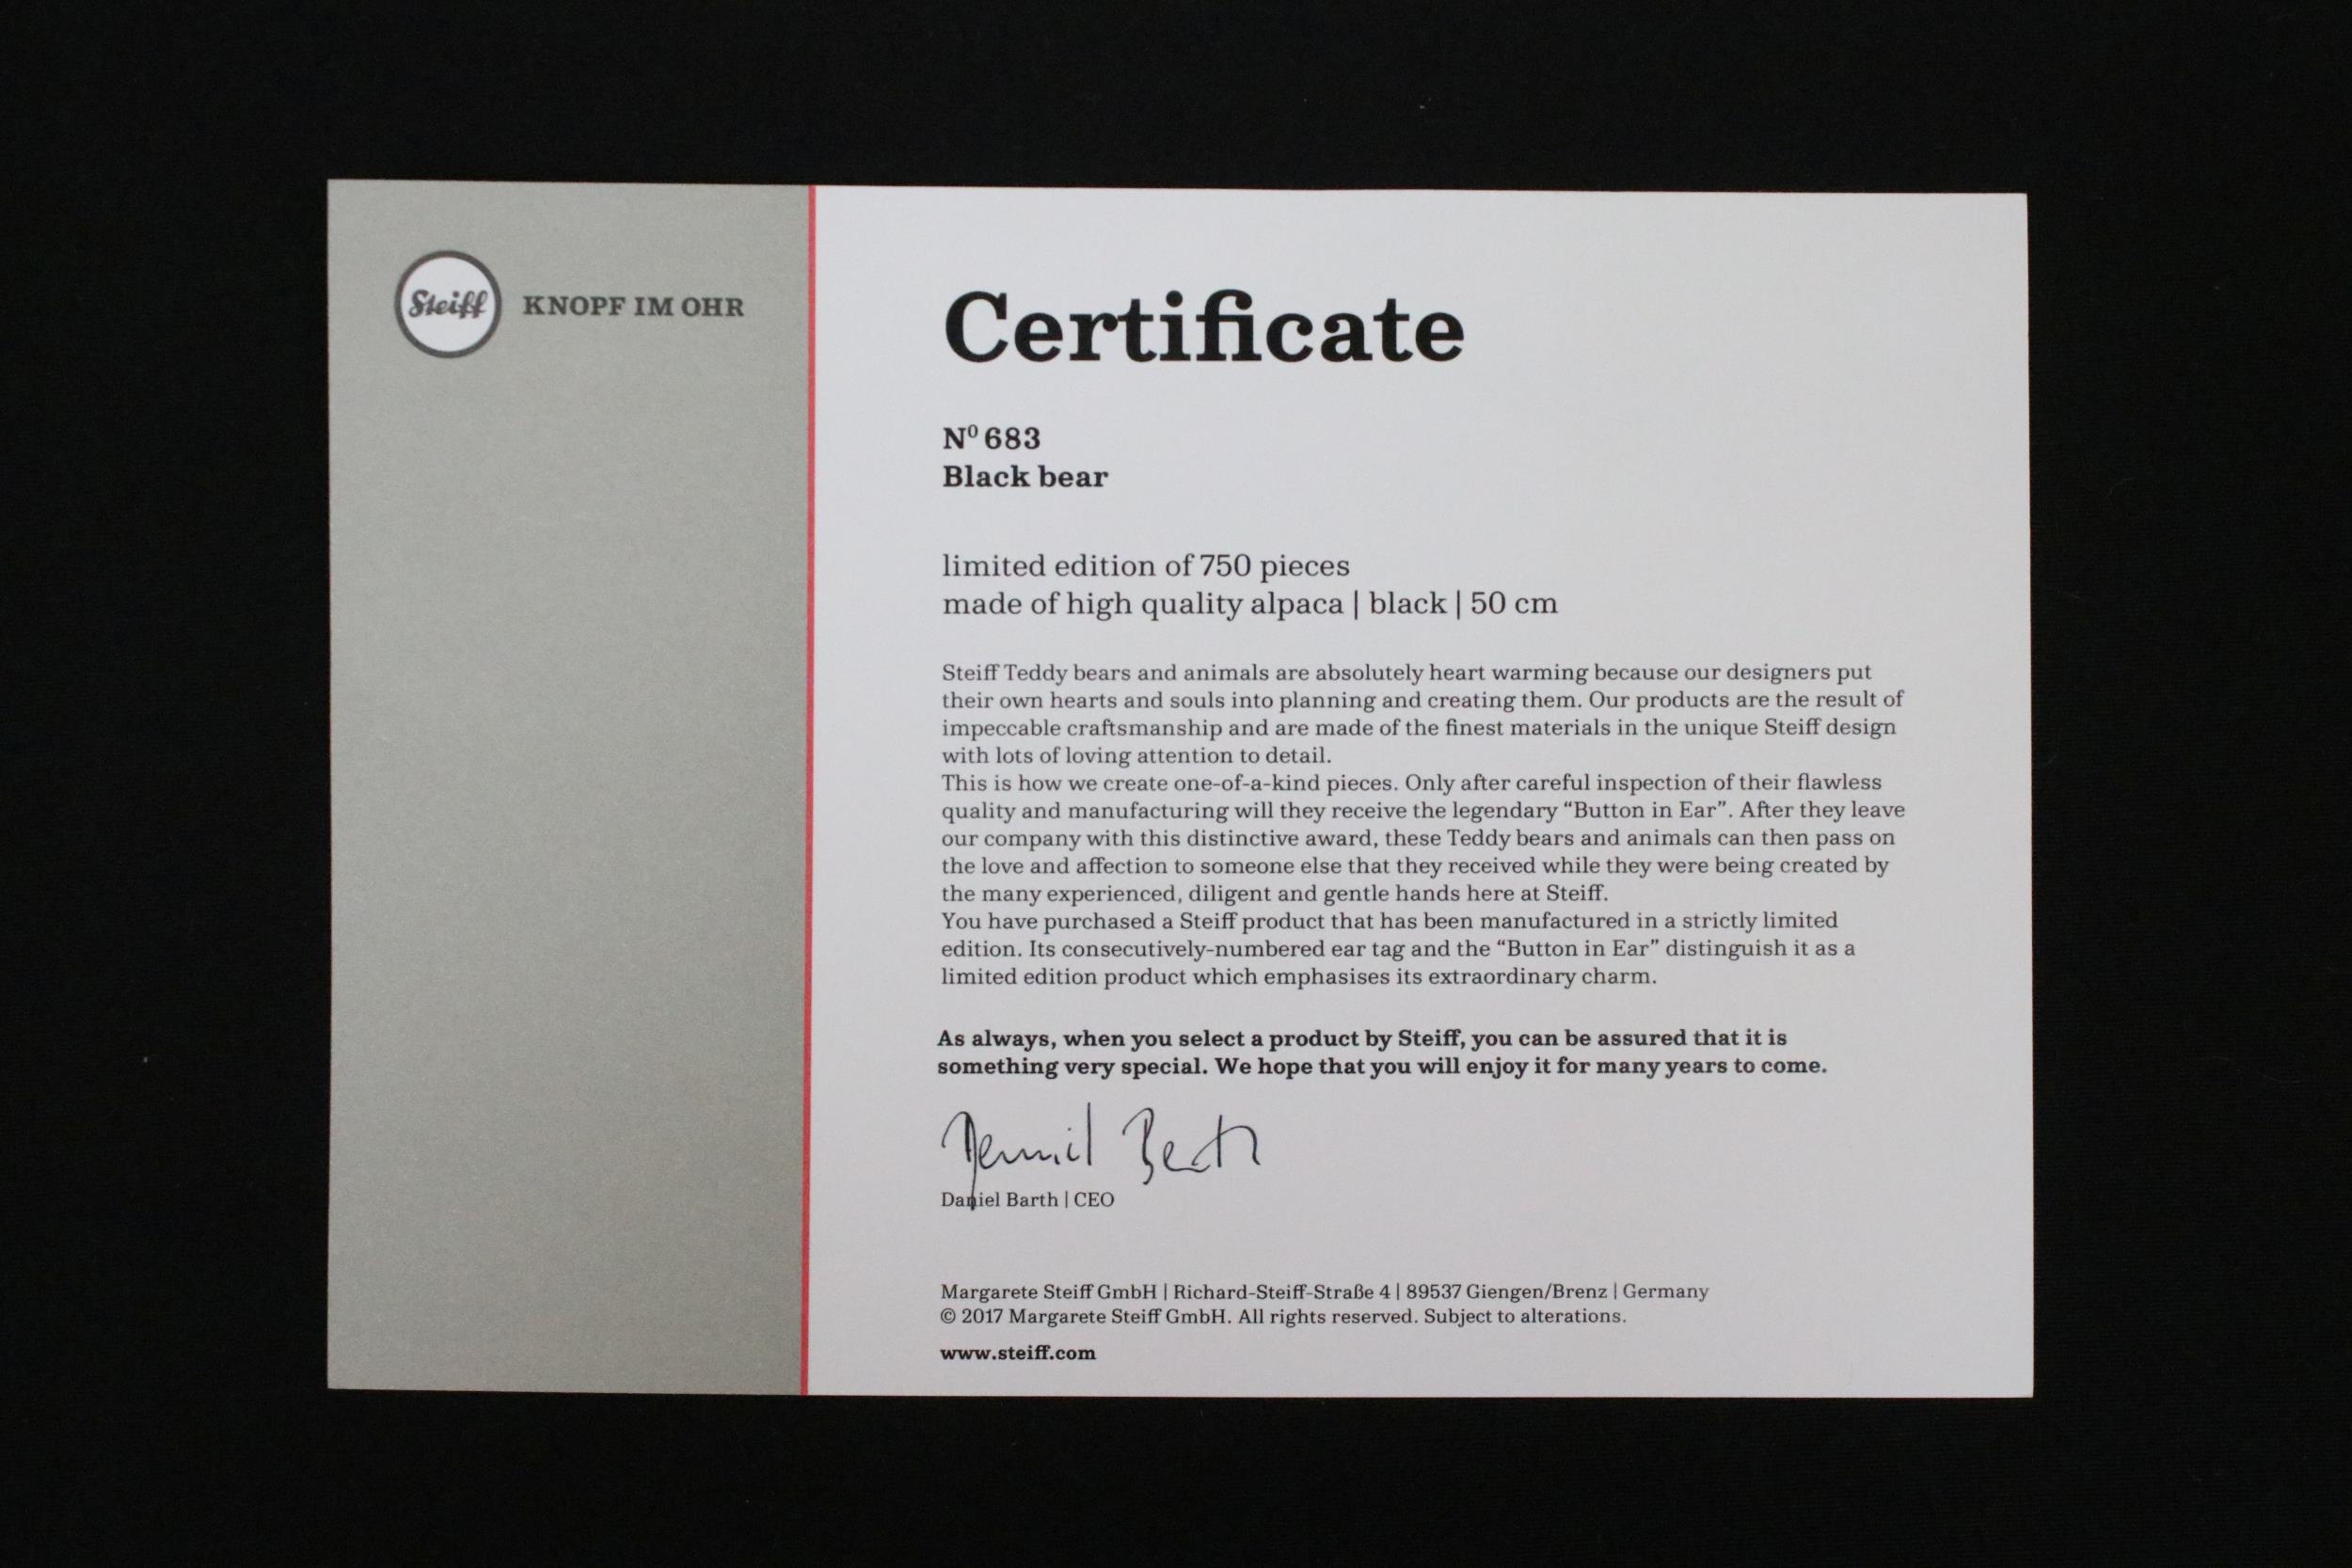 Steiff KNOPF IM OHR
Certificate
Nº 683
Black bear
limited edition of 750 pieces
made of high quality alpaca | black | 50 cm
Steiff Teddy bears and animals are absolutely heart warming because our designers put
their own hearts and souls into planning and creating them. Our products are the result of
impeccable craftsmanship and are made of the finest materials in the unique Steiff design
with lots of loving attention to detail.
This is how we create one-of-a-kind pieces. Only after careful inspection of their flawless
quality and manufacturing will they receive the legendary “Button in Ear”. After they leave
our company with this distinctive award, these Teddy bears and animals can then pass on
the love and affection to someone else that they received while they were being created by
the many experienced, diligent and gentle hands here at Steiff.
You have purchased a Steiff product that has been manufactured in a strictly limited
edition. Its consecutively-numbered ear tag and the “Button in Ear” distinguish it as a
limited edition product which emphasises its extraordinary charm.
As always, when you select a product by Steiff, you can be assured that it is
something very special. We hope that you will enjoy it for many years to come.
Daniel Barth
Daniel Barth | CEO
Margarete Steiff GmbH | Richard-Steiff-Straße 4 | 89537 Giengen/Brenz | Germany
© 2017 Margarete Steiff GmbH. All rights reserved. Subject to alterations.
www.steiff.com